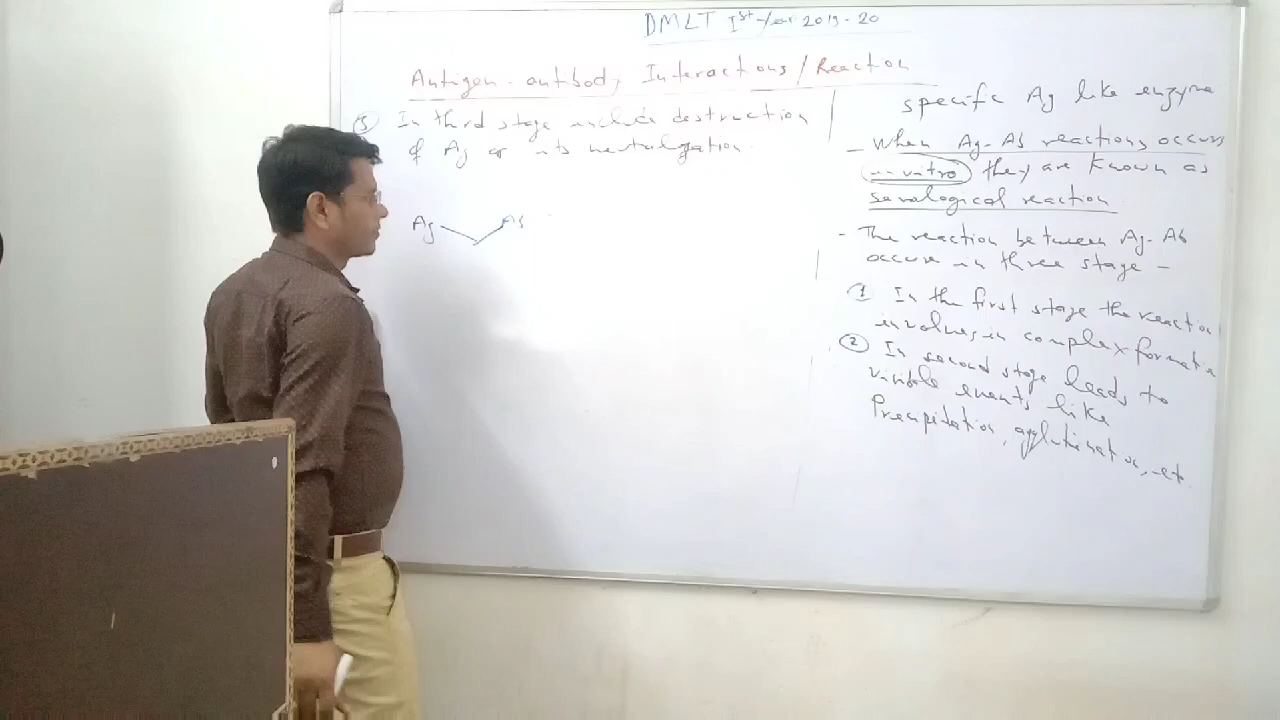 DMLT Ist Year 2019-20
Antigen-antibody Interactions/Reaction
specific Ag like enzyme
- When Ag-Ab reactions occurs
in vitro they are known as
serological reaction
- The reaction between Ag-Ab
occurs in three stage -
① In the first stage the reaction
involves in complex formation
② In second stage leads to
visible events like
Precipitation, agglutination, etc
③ In third stage include destruction
of Ag or its neutralization
Ag Ab